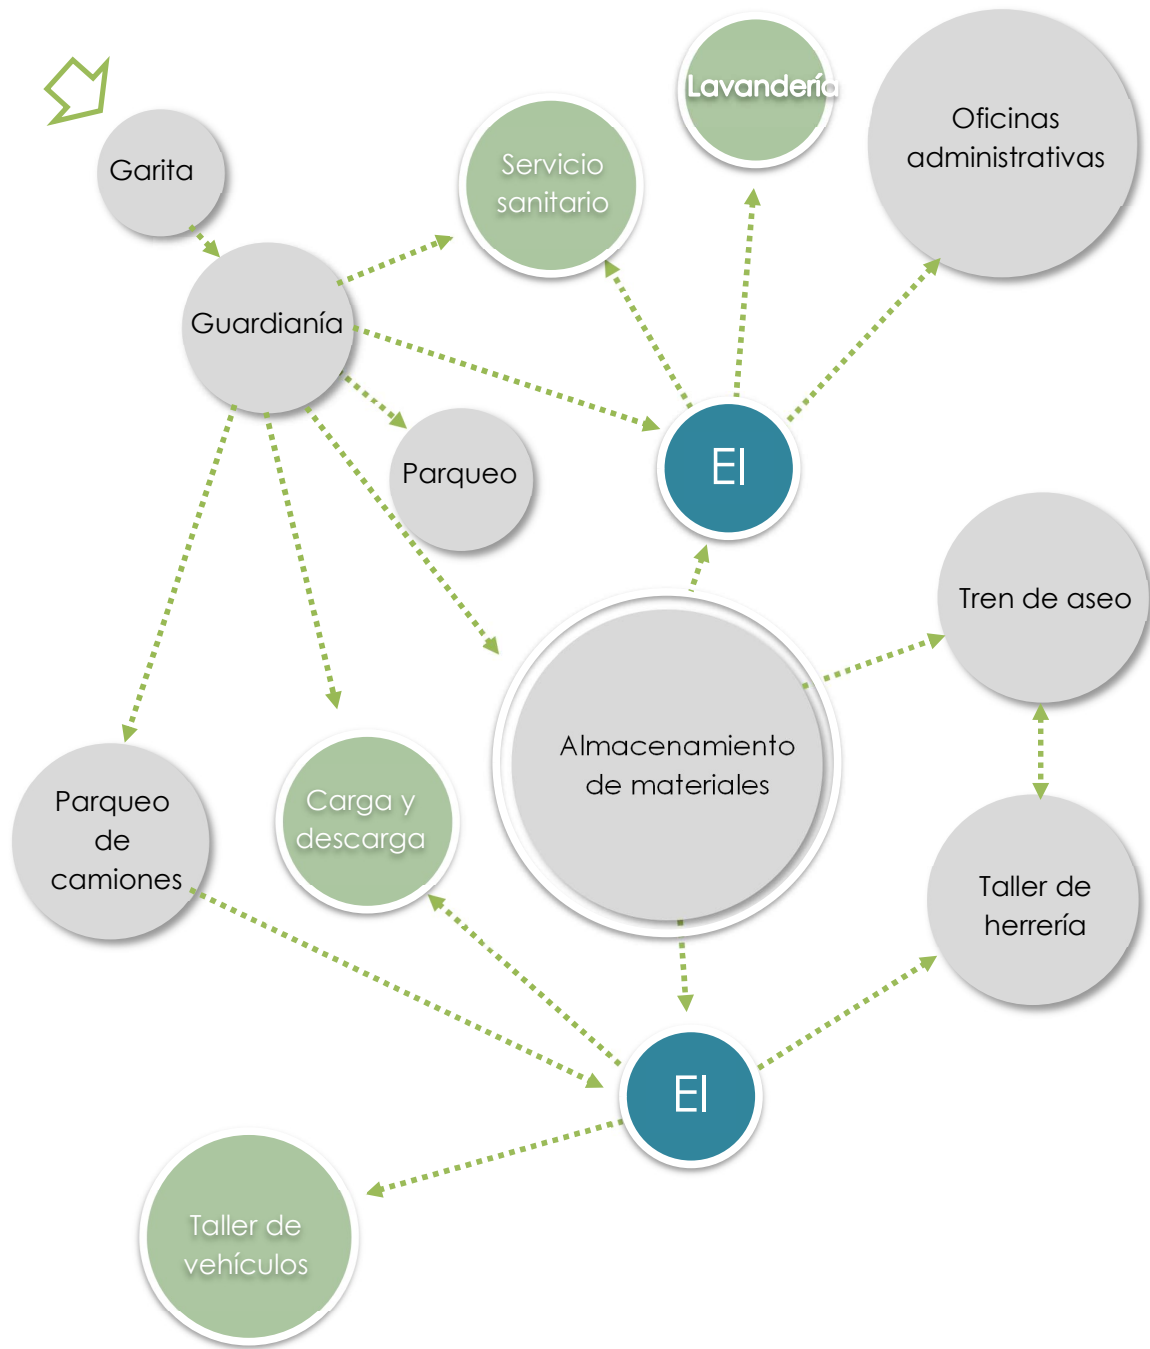 Lavandería
Oficinas
administrativas
Garita
Servicio
sanitario
Guardianía
Parqueo
EI
Tren de aseo
Almacenamiento
de materiales
Parqueo
de
camiones
Carga y
descarga
Taller de
herrería
EI
Taller de
vehículos